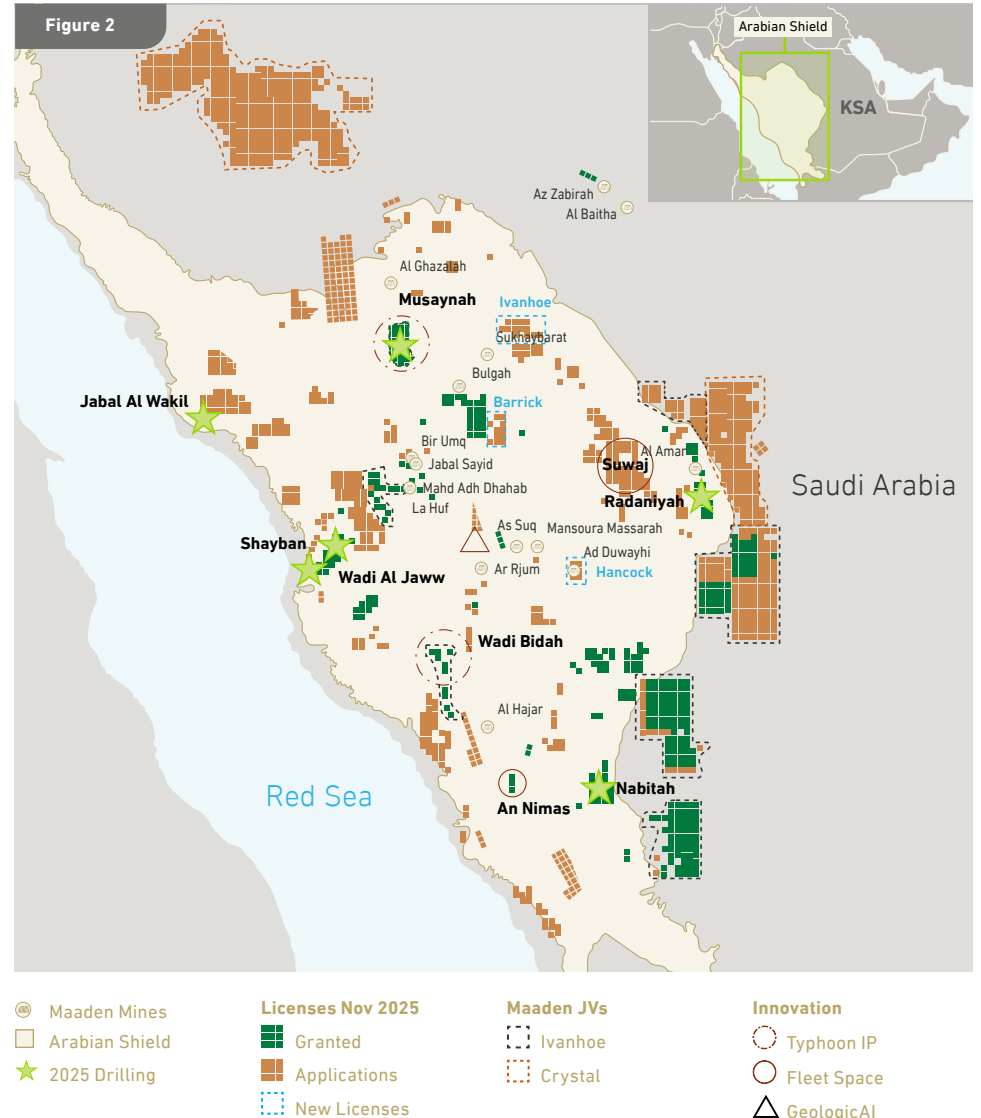 Figure 2
Arabian Shield
KSA
Az Zabirah
Al Baitha
Al Ghazalah
Musaynah
Ivanhoe
Sukhaybarat
Bulgah
Jabal Al Wakil
Barrick
Bir Umq
Al Amar
Jabal Sayid
Suwaj
Mahd Adh Dhahab
Saudi Arabia
Radaniyah
La Huf
As Suq
Mansoura Massarah
Shayban
Ad Duwayhi
Ar Rjum
Hancock
Wadi Al Jaww
Wadi Bidah
Al Hajar
Red Sea
Nabitah
An Nimas
Maaden Mines
Arabian Shield
2025 Drilling
Licenses Nov 2025
Granted
Applications
New Licenses
Maaden JVs
Ivanhoe
Crystal
Innovation
Typhoon IP
Fleet Space
GeologicAI